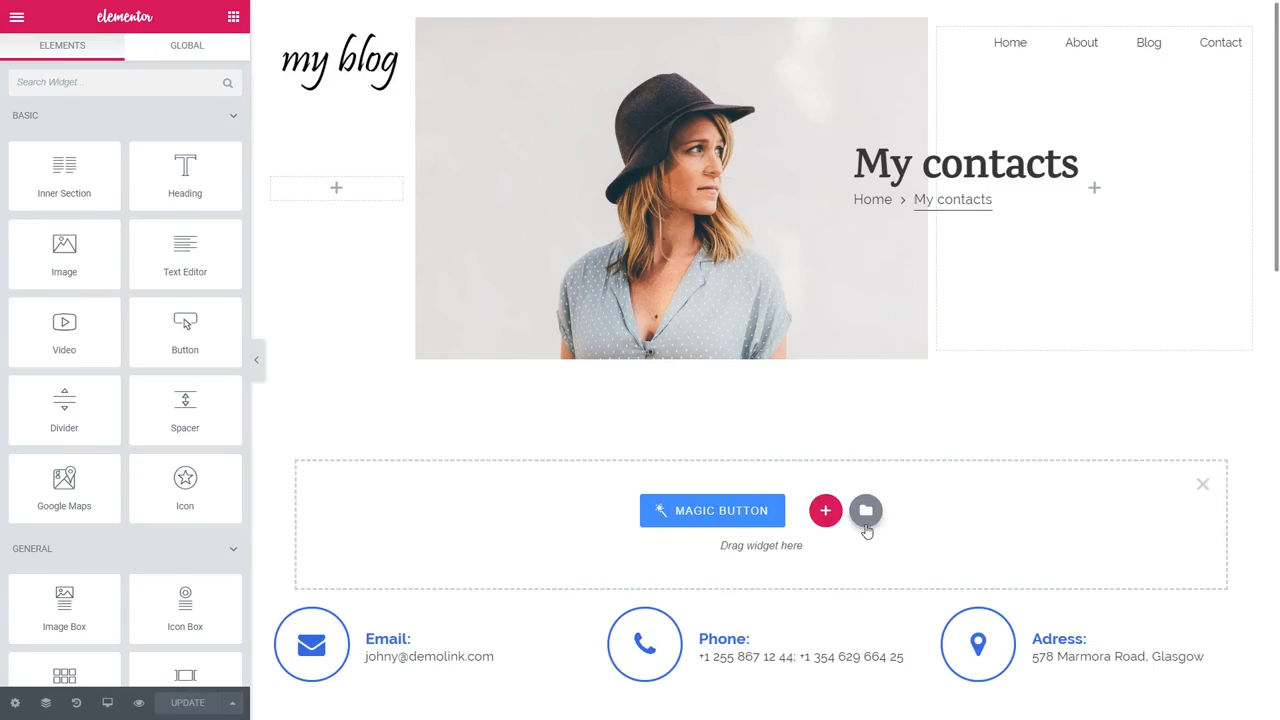 elementor
ELEMENTS
GLOBAL
Search Widget...
BASIC
Inner Section
Heading
Image
Text Editor
Video
Button
Divider
Spacer
Google Maps
Icon
GENERAL
Image Box
Icon Box
UPDATE
my blog
Home
About
Blog
Contact
My contacts
Home > My contacts
MAGIC BUTTON
Drag widget here
Email:
johny@demolink.com
Phone:
+1 255 867 12 44; +1 354 629 664 25
Adress:
578 Marmora Road, Glasgow